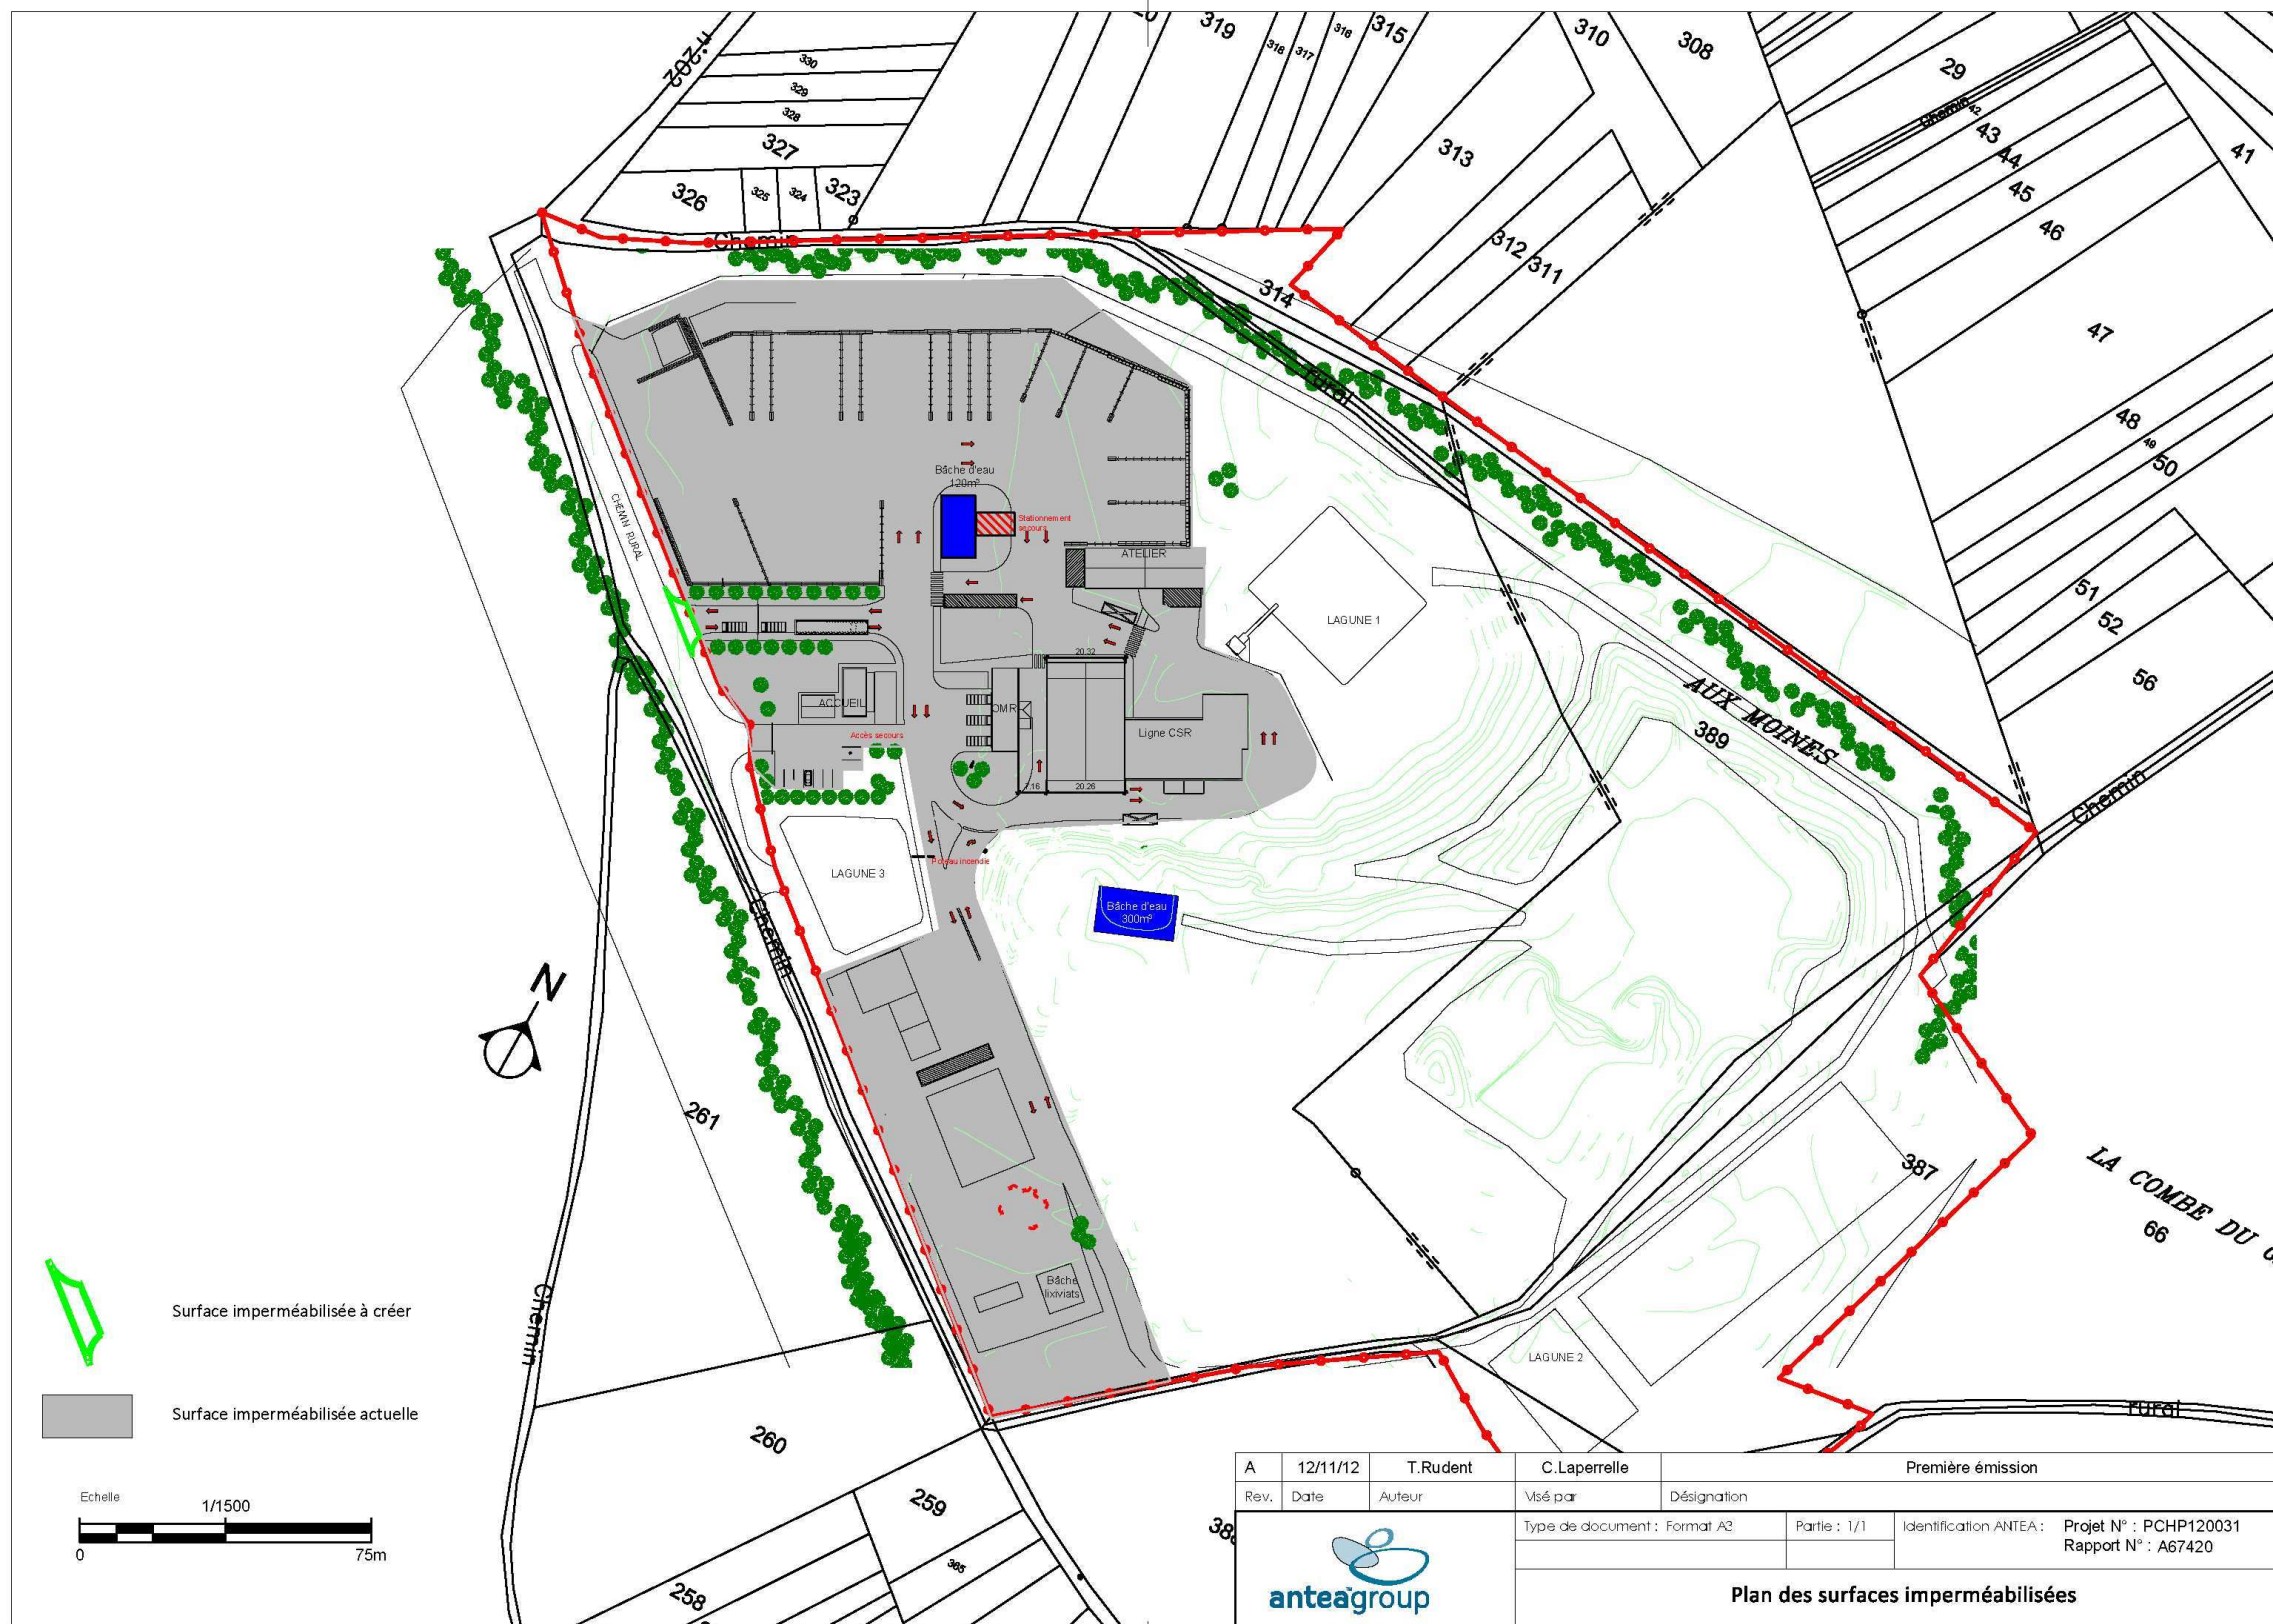 n°202
330
329
328
327
326
325
324
323
319
318
317
316
315
310
308
313
312
311
314
29
Chemin
42
43
44
45
46
41
47
48
49
50
51
52
56
Chemin
rural
CHEMIN RURAL
Bâche d'eau
120m³
Stationnement
secours
ATELIER
LAGUNE 1
20.32
ACCUEIL
OMR
Ligne CSR
Accès secours
7.16
20.26
AUX MOINES
389
Chemin
Poteau incendie
LAGUNE 3
Bâche d'eau
300m³
Chemin
N
261
387
LA COMBE DU
66
Bâche
lixiviats
Chemin
LAGUNE 2
rural
260
259
365
258
Surface imperméabilisée à créer
Surface imperméabilisée actuelle
Echelle
1/1500
0
75m
A
12/11/12
T.Rudent
C.Laperrelle
Première émission
Rev.
Date
Auteur
Visé par
Désignation
Type de document : Format A3
Partie : 1/1
Identification ANTEA :
Projet N° : PCHP120031
Rapport N° : A67420
anteagroup
Plan des surfaces imperméabilisées